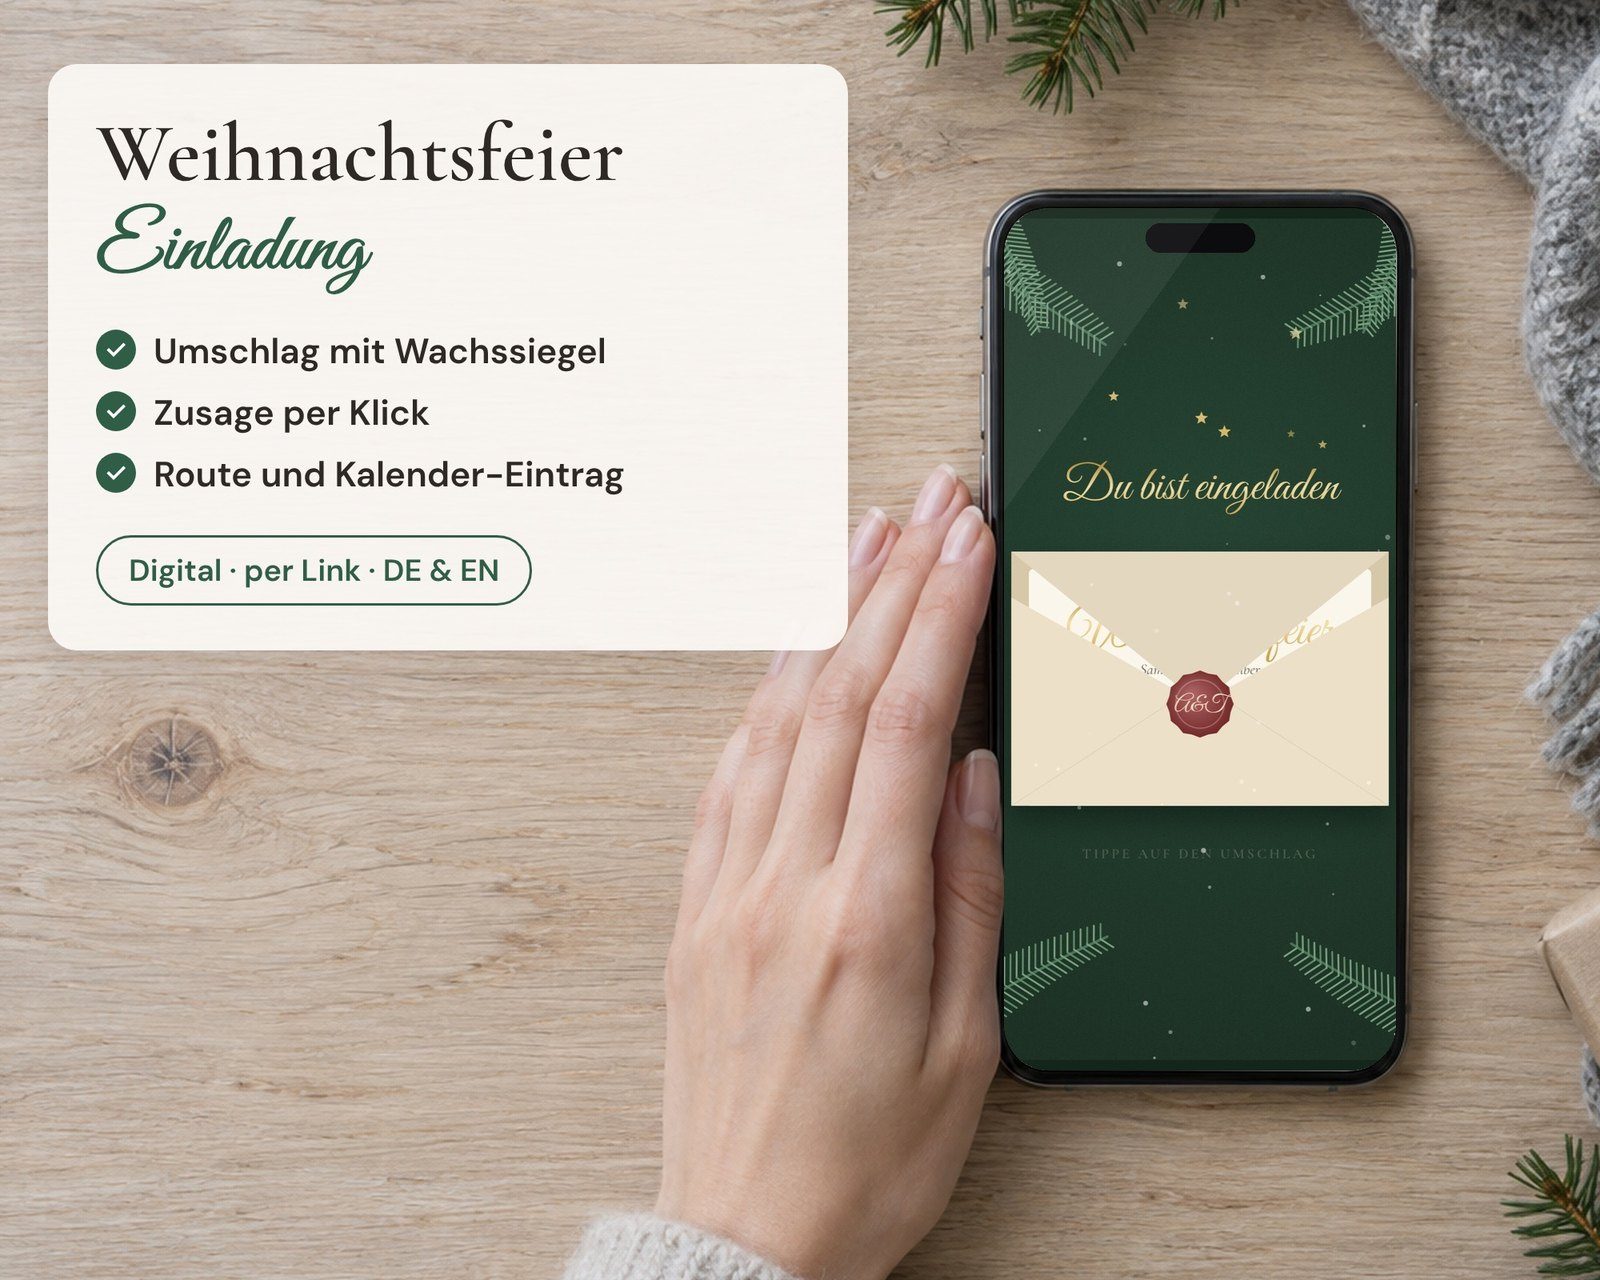 Weihnachtsfeier
Einladung
Umschlag mit Wachssiegel
Zusage per Klick
Route und Kalender-Eintrag
Digital · per Link · DE & EN
Du bist eingeladen
A&T
TIPPE AUF DEN UMSCHLAG